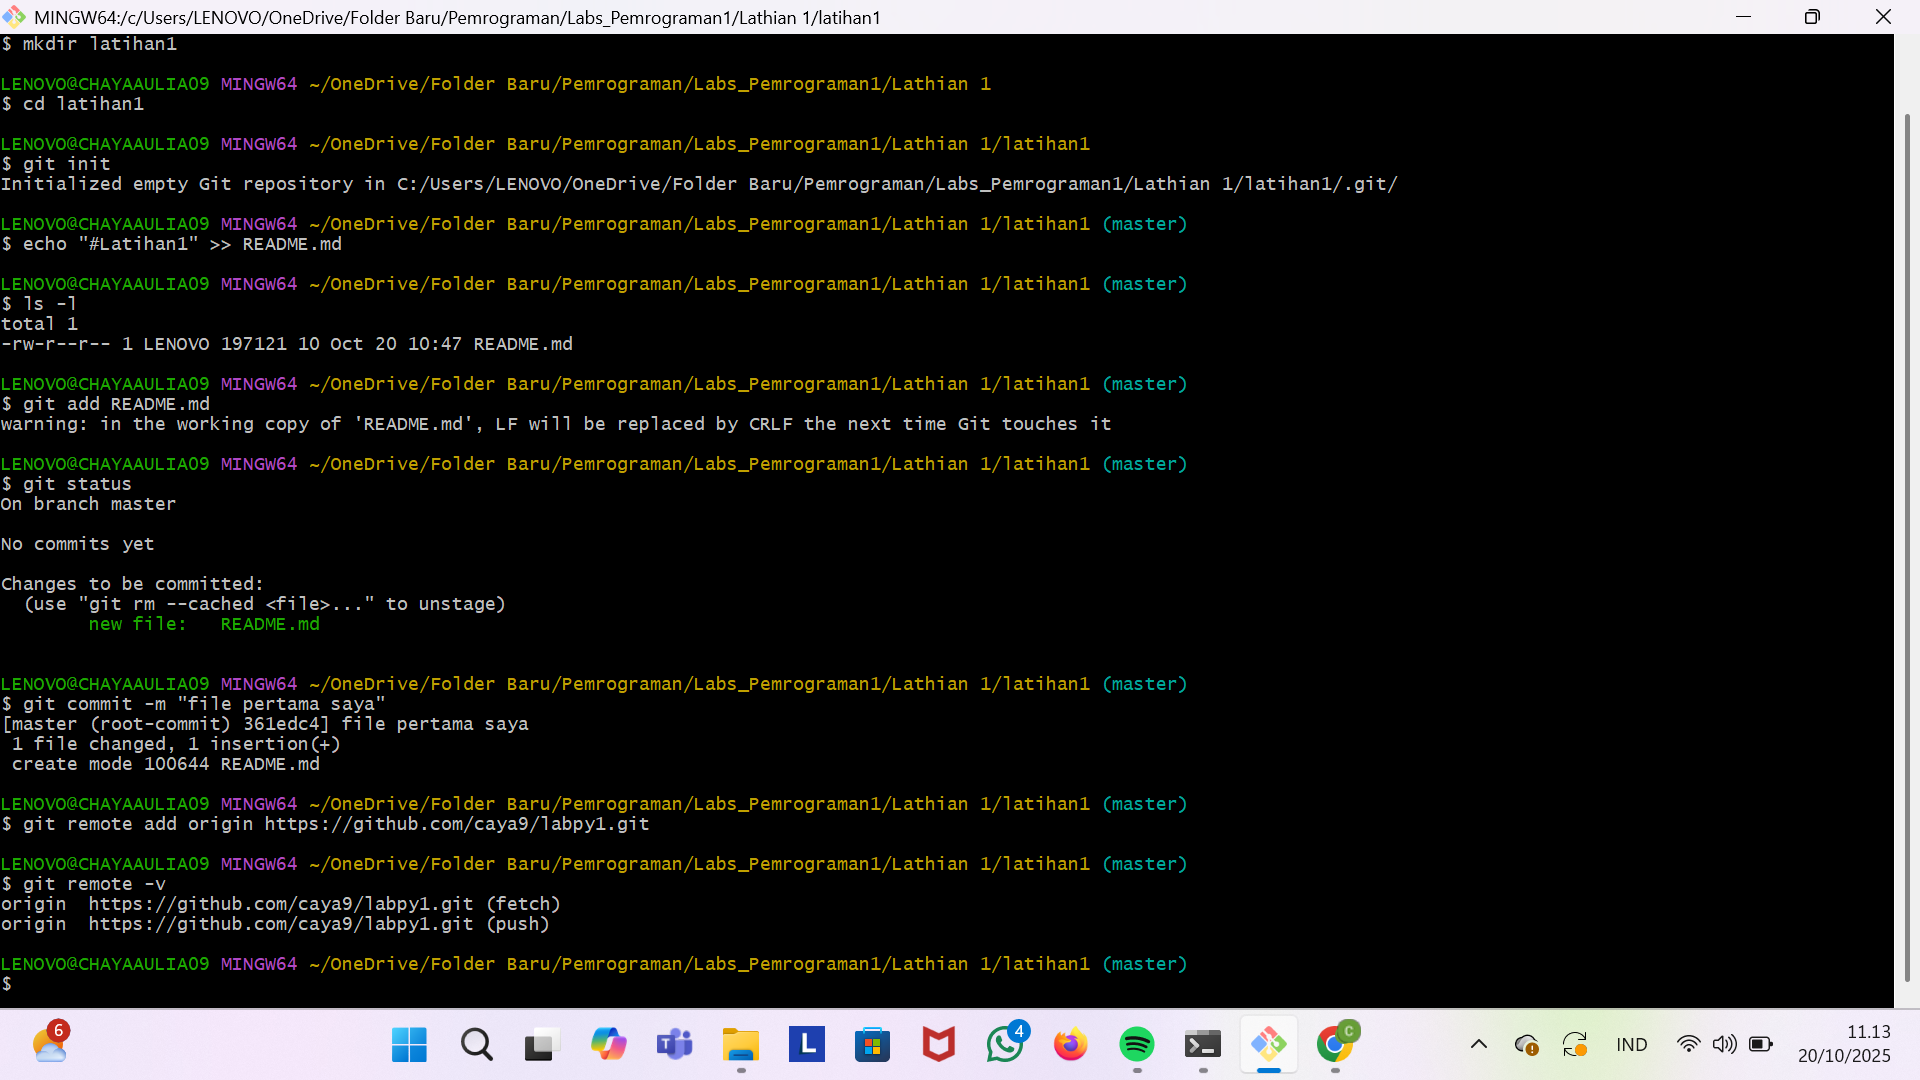 MINGW64:/c/Users/LENOVO/OneDrive/Folder Baru/Pemrograman/Labs_Pemrograman1/Lathian 1/latihan1
$ mkdir latihan1
LENOVO@CHAYAAULIA09 MINGW64 ~/OneDrive/Folder Baru/Pemrograman/Labs_Pemrograman1/Lathian 1
$ cd latihan1
LENOVO@CHAYAAULIA09 MINGW64 ~/OneDrive/Folder Baru/Pemrograman/Labs_Pemrograman1/Lathian 1/latihan1
$ git init
Initialized empty Git repository in C:/Users/LENOVO/OneDrive/Folder Baru/Pemrograman/Labs_Pemrograman1/Lathian 1/latihan1/.git/
LENOVO@CHAYAAULIA09 MINGW64 ~/OneDrive/Folder Baru/Pemrograman/Labs_Pemrograman1/Lathian 1/latihan1 (master)
$ echo "#Latihan1" >> README.md
LENOVO@CHAYAAULIA09 MINGW64 ~/OneDrive/Folder Baru/Pemrograman/Labs_Pemrograman1/Lathian 1/latihan1 (master)
$ ls -l
total 1
-rw-r--r-- 1 LENOVO 197121 10 Oct 20 10:47 README.md
LENOVO@CHAYAAULIA09 MINGW64 ~/OneDrive/Folder Baru/Pemrograman/Labs_Pemrograman1/Lathian 1/latihan1 (master)
$ git add README.md
warning: in the working copy of 'README.md', LF will be replaced by CRLF the next time Git touches it
LENOVO@CHAYAAULIA09 MINGW64 ~/OneDrive/Folder Baru/Pemrograman/Labs_Pemrograman1/Lathian 1/latihan1 (master)
$ git status
On branch master
No commits yet
Changes to be committed:
  (use "git rm --cached <file>..." to unstage)
        new file:   README.md
LENOVO@CHAYAAULIA09 MINGW64 ~/OneDrive/Folder Baru/Pemrograman/Labs_Pemrograman1/Lathian 1/latihan1 (master)
$ git commit -m "file pertama saya"
[master (root-commit) 361edc4] file pertama saya
 1 file changed, 1 insertion(+)
 create mode 100644 README.md
LENOVO@CHAYAAULIA09 MINGW64 ~/OneDrive/Folder Baru/Pemrograman/Labs_Pemrograman1/Lathian 1/latihan1 (master)
$ git remote add origin https://github.com/caya9/labpy1.git
LENOVO@CHAYAAULIA09 MINGW64 ~/OneDrive/Folder Baru/Pemrograman/Labs_Pemrograman1/Lathian 1/latihan1 (master)
$ git remote -v
origin  https://github.com/caya9/labpy1.git (fetch)
origin  https://github.com/caya9/labpy1.git (push)
LENOVO@CHAYAAULIA09 MINGW64 ~/OneDrive/Folder Baru/Pemrograman/Labs_Pemrograman1/Lathian 1/latihan1 (master)
$
6
T
L
4
C
IND
11.13
20/10/2025